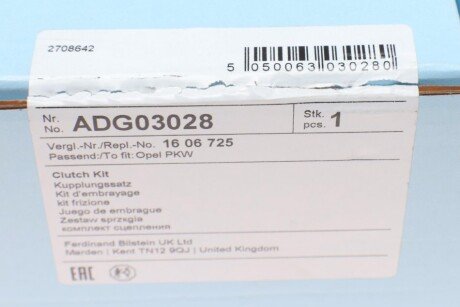 2708642
5 050063 030280
Nr. No. ADG03028 Stk. pcs. 1
Vergl.-Nr./Repl.-No. 16 06 725
Passend:/To fit: Opel PKW
Clutch Kit
Kupplungssatz
Kit d'embrayage
kit frizione
Juego de embrague
Zestaw sprzęgła
комплект сцепления
Ferdinand Bilstein UK Ltd
Marden | Kent TN12 9QJ | United Kingdom
EAC